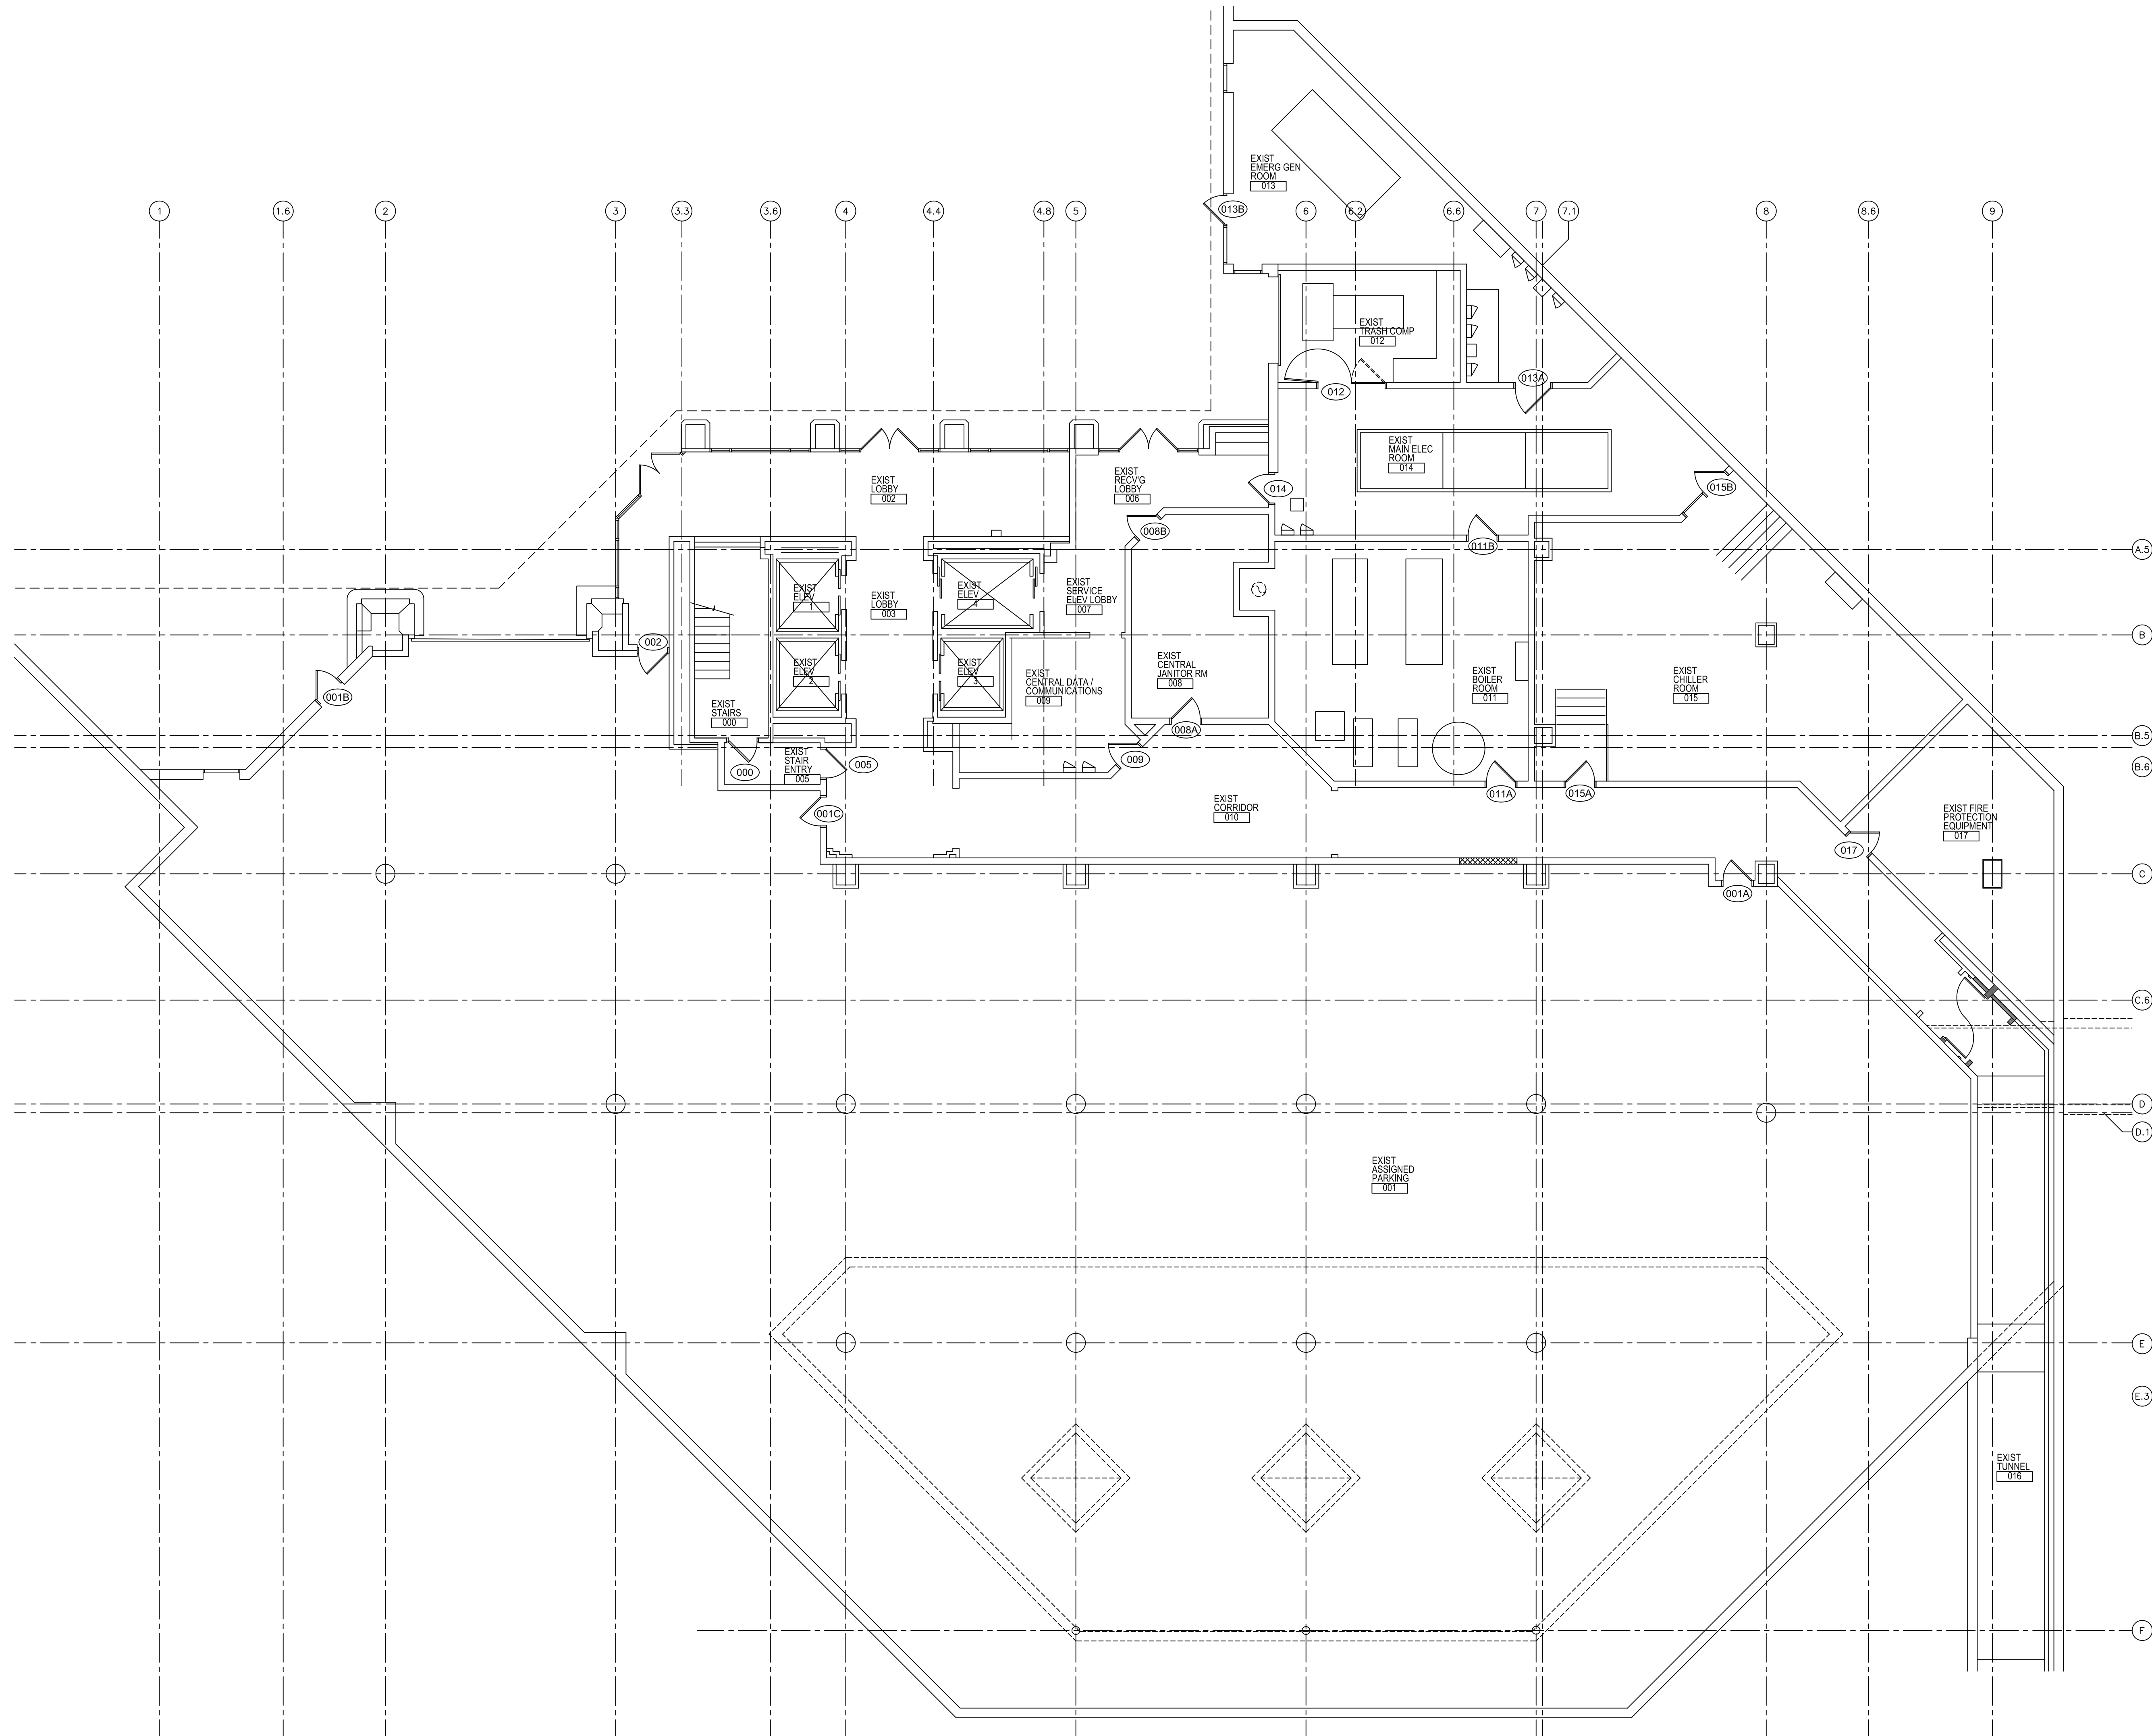 EXIST
EMERG GEN
ROOM
013
013B
1
1.6
2
3
3.3
3.6
4
4.4
4.8
5
6
6.2
6.6
7
7.1
8
8.6
9
EXIST
TRASH COMP
012
012
013A
EXIST
MAIN ELEC
ROOM
014
EXIST
LOBBY
002
EXIST
RECV'G
LOBBY
006
014
015B
008B
011B
A.5
EXIST
ELEV
1
EXIST
LOBBY
003
EXIST
ELEV
4
EXIST
SERVICE
ELEV LOBBY
007
002
B
EXIST
ELEV
2
EXIST
ELEV
3
EXIST
CENTRAL DATA /
COMMUNICATIONS
009
EXIST
CENTRAL
JANITOR RM
008
EXIST
BOILER
ROOM
011
EXIST
CHILLER
ROOM
015
001B
EXIST
STAIRS
000
008A
B.5
EXIST
STAIR
ENTRY
005
000
005
009
B.6
011A
015A
EXIST
CORRIDOR
010
001C
EXIST FIRE
PROTECTION
EQUIPMENT
017
017
C
001A
C.6
D
D.1
EXIST
ASSIGNED
PARKING
001
E
E.3
EXIST
TUNNEL
016
F